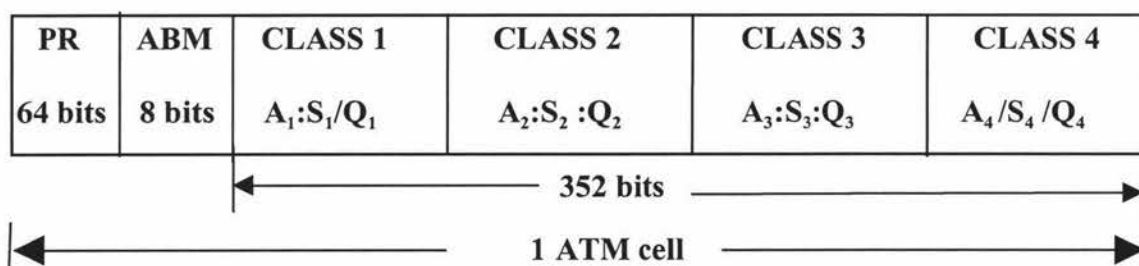 PR ABM CLASS 1 CLASS 2 CLASS 3 CLASS 4
64 bits 8 bits A₁:S₁/Q₁ A₂:S₂ :Q₂ A₃:S₃:Q₃ A₄/S₄ /Q₄
352 bits
1 ATM cell